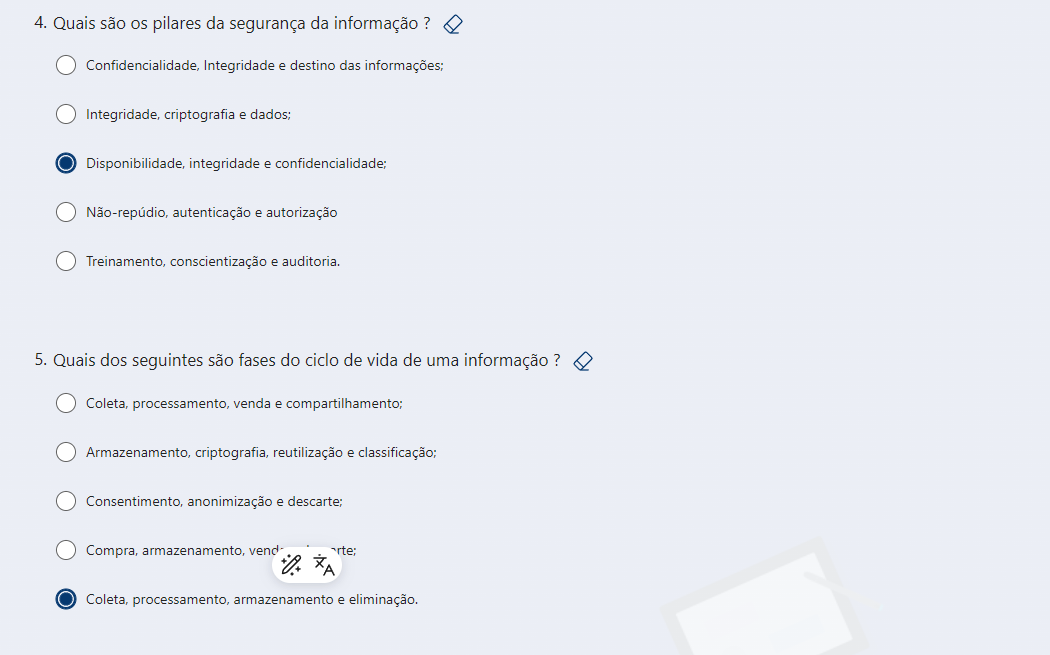 4. Quais são os pilares da segurança da informação ?
Confidencialidade, Integridade e destino das informações;
Integridade, criptografia e dados;
Disponibilidade, integridade e confidencialidade;
Não-repúdio, autenticação e autorização
Treinamento, conscientização e auditoria.
5. Quais dos seguintes são fases do ciclo de vida de uma informação ?
Coleta, processamento, venda e compartilhamento;
Armazenamento, criptografia, reutilização e classificação;
Consentimento, anonimização e descarte;
Compra, armazenamento,
Coleta, processamento, armazenamento e eliminação.